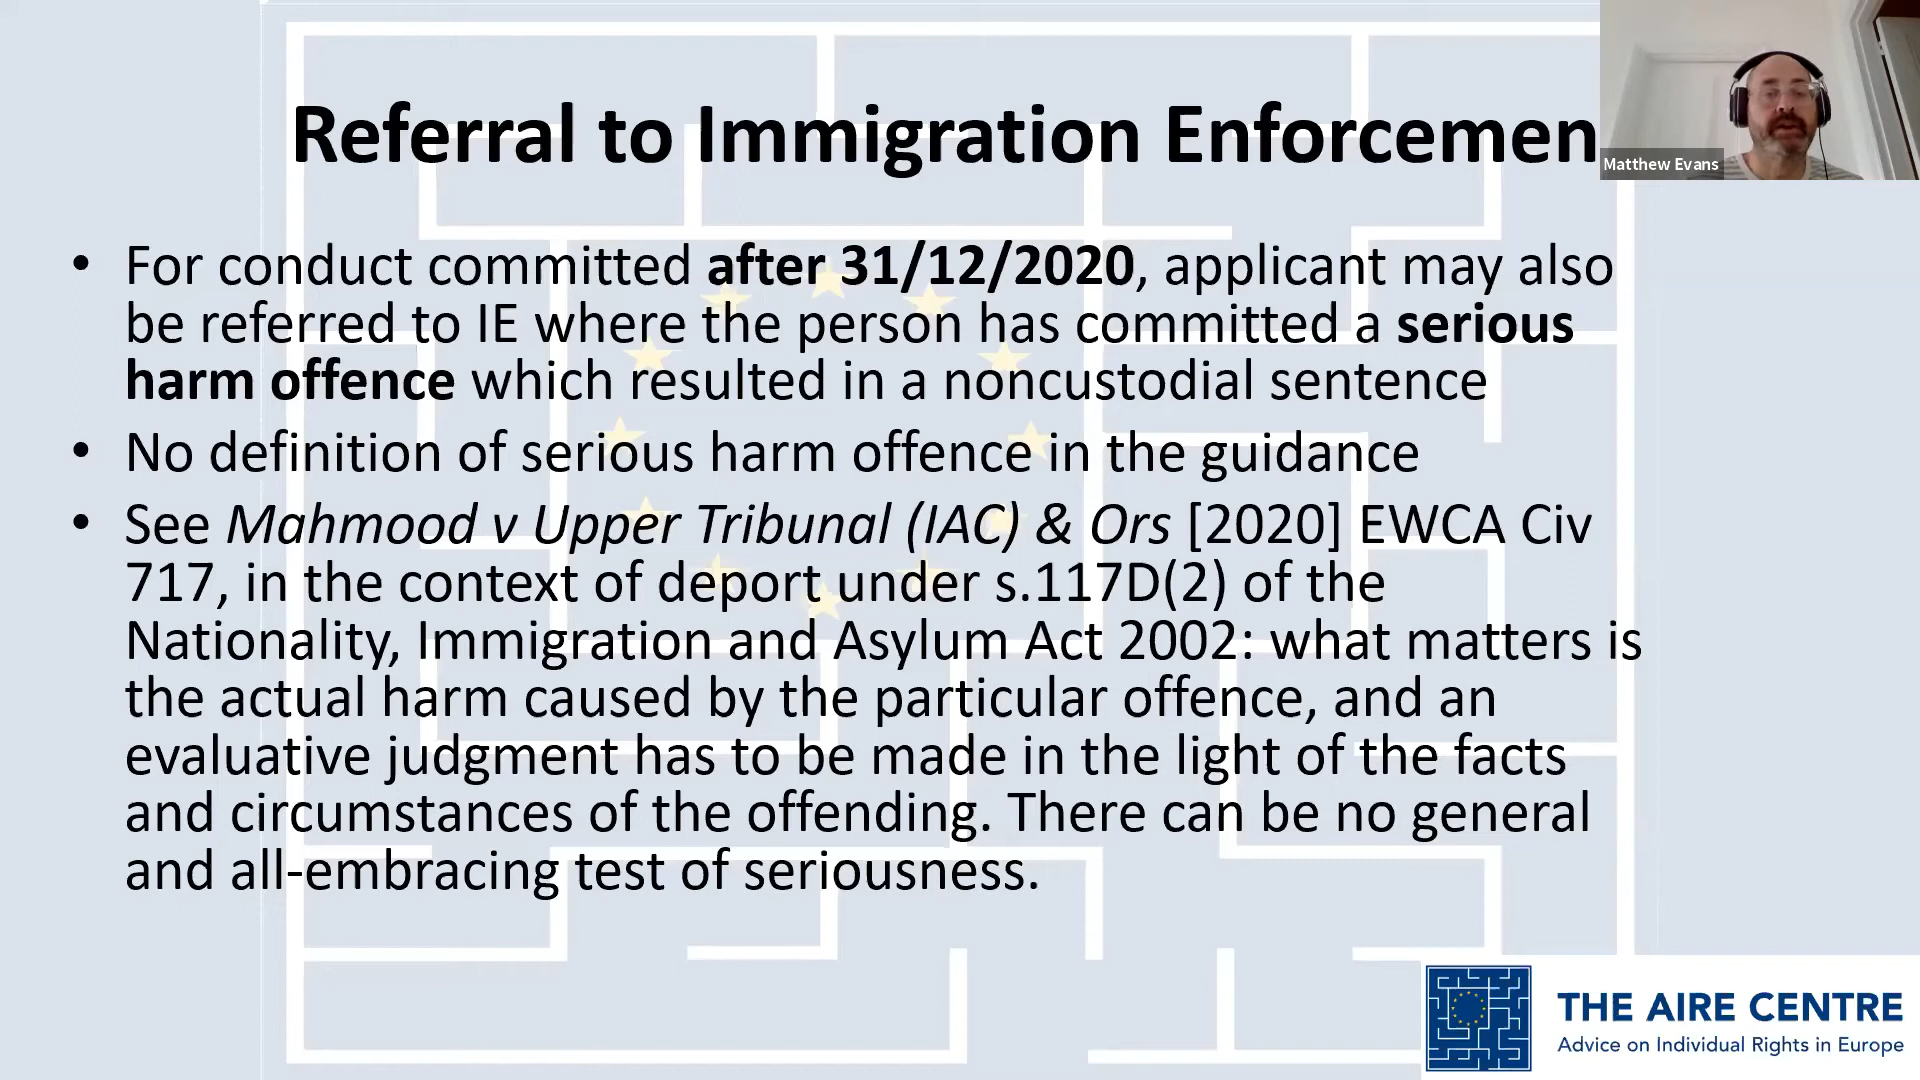 Referral to Immigration Enforcemen
Matthew Evans
• For conduct committed after 31/12/2020, applicant may also
be referred to IE where the person has committed a serious
harm offence which resulted in a noncustodial sentence
• No definition of serious harm offence in the guidance
• See Mahmood v Upper Tribunal (IAC) & Ors [2020] EWCA Civ
717, in the context of deport under s.117D(2) of the
Nationality, Immigration and Asylum Act 2002: what matters is
the actual harm caused by the particular offence, and an
evaluative judgment has to be made in the light of the facts
and circumstances of the offending. There can be no general
and all-embracing test of seriousness.
THE AIRE CENTRE
Advice on Individual Rights in Europe